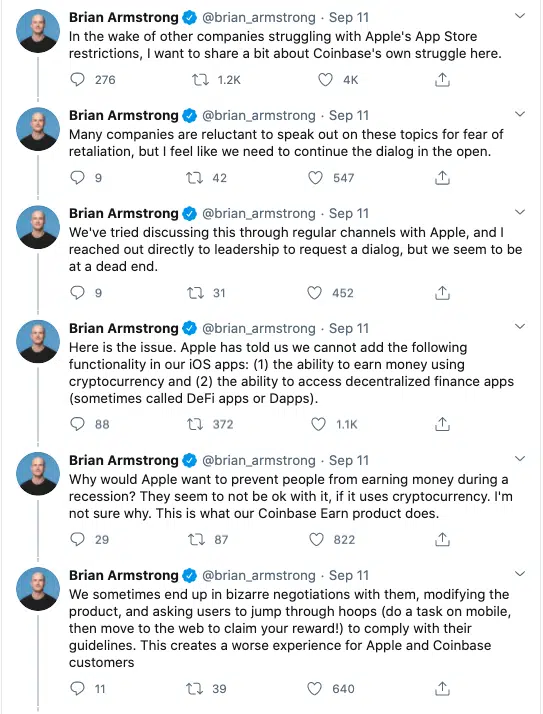 Brian Armstrong @brian_armstrong · Sep 11
In the wake of other companies struggling with Apple's App Store
restrictions, I want to share a bit about Coinbase's own struggle here.
276 1.2K 4K
Brian Armstrong @brian_armstrong · Sep 11
Many companies are reluctant to speak out on these topics for fear of
retaliation, but I feel like we need to continue the dialog in the open.
9 42 547
Brian Armstrong @brian_armstrong · Sep 11
We've tried discussing this through regular channels with Apple, and I
reached out directly to leadership to request a dialog, but we seem to be
at a dead end.
9 31 452
Brian Armstrong @brian_armstrong · Sep 11
Here is the issue. Apple has told us we cannot add the following
functionality in our iOS apps: (1) the ability to earn money using
cryptocurrency and (2) the ability to access decentralized finance apps
(sometimes called DeFi apps or Dapps).
88 372 1.1K
Brian Armstrong @brian_armstrong · Sep 11
Why would Apple want to prevent people from earning money during a
recession? They seem to not be ok with it, if it uses cryptocurrency. I'm
not sure why. This is what our Coinbase Earn product does.
29 87 822
Brian Armstrong @brian_armstrong · Sep 11
We sometimes end up in bizarre negotiations with them, modifying the
product, and asking users to jump through hoops (do a task on mobile,
then move to the web to claim your reward!) to comply with their
guidelines. This creates a worse experience for Apple and Coinbase
customers
11 39 640